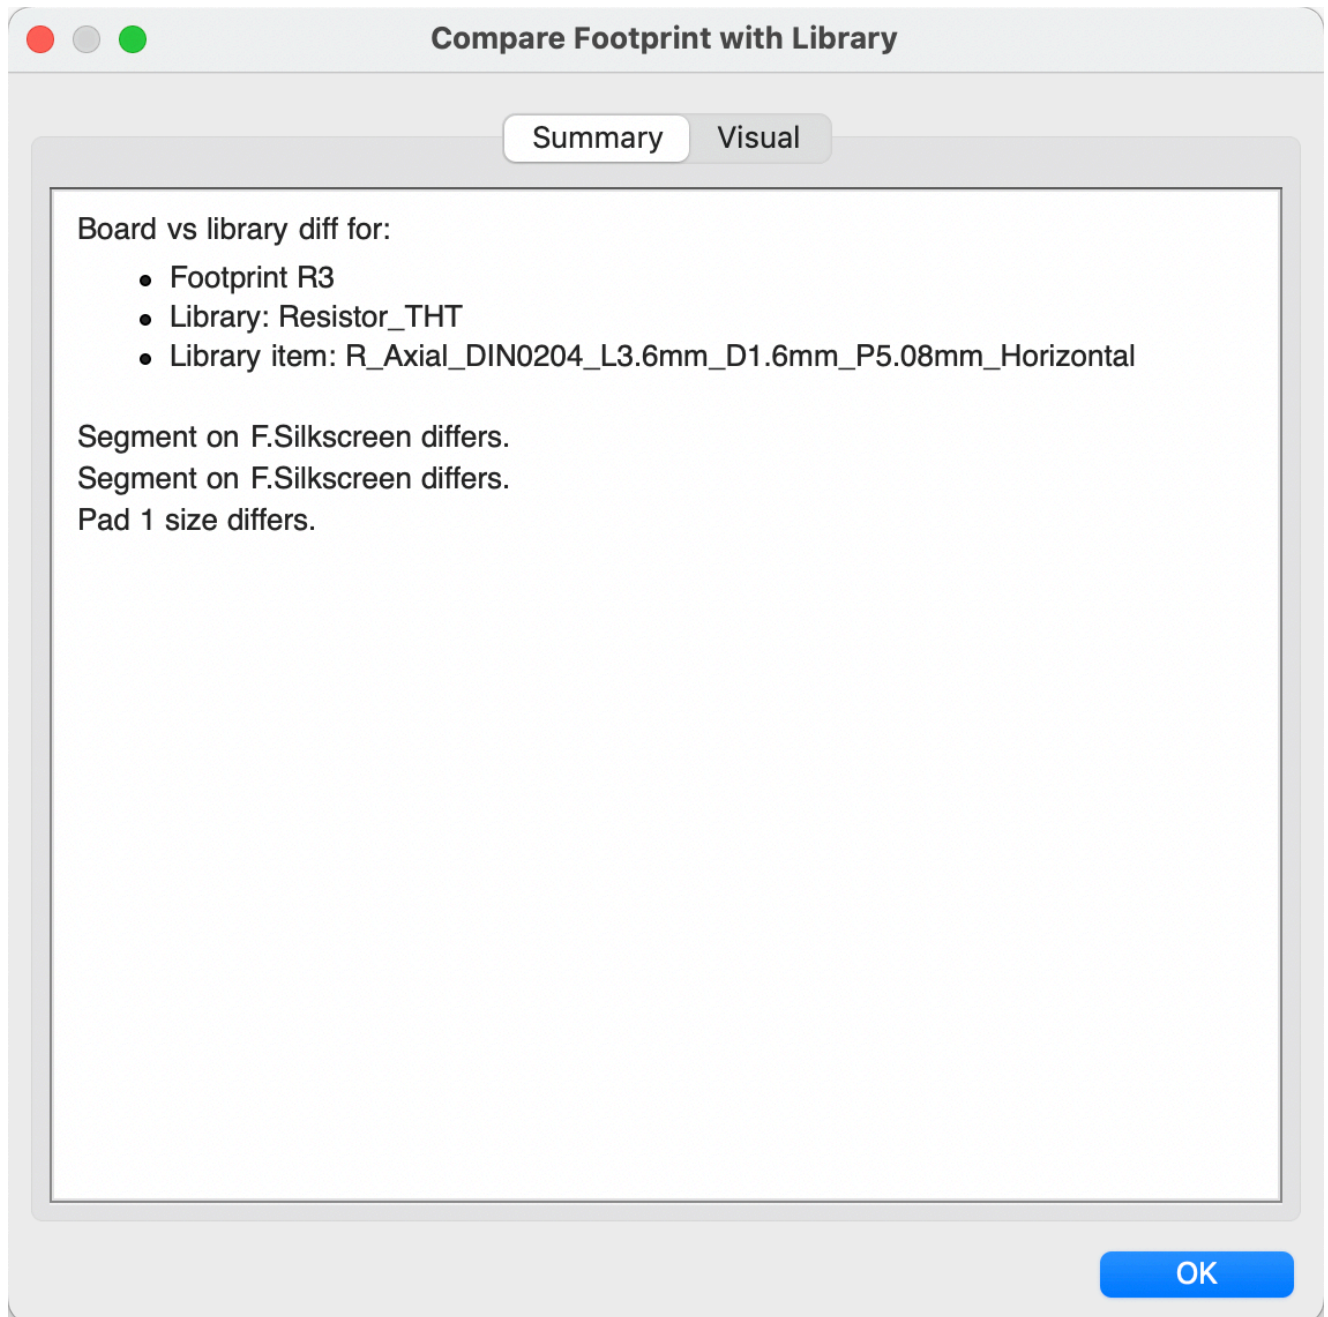 Compare Footprint with Library
Summary Visual
Board vs library diff for:
• Footprint R3
• Library: Resistor_THT
• Library item: R_Axial_DIN0204_L3.6mm_D1.6mm_P5.08mm_Horizontal
Segment on F.Silkscreen differs.
Segment on F.Silkscreen differs.
Pad 1 size differs.
OK